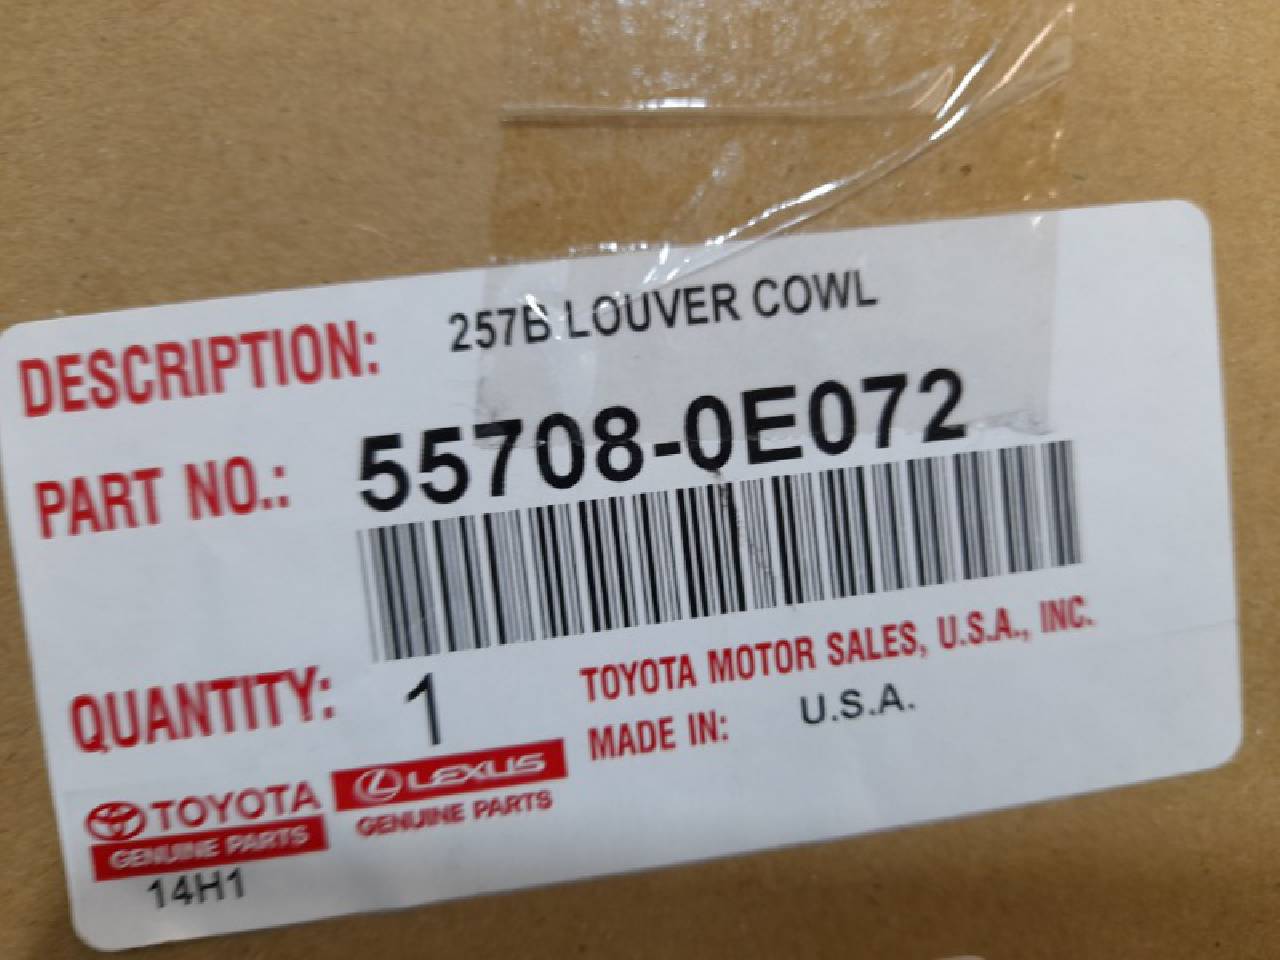 DESCRIPTION: 257B LOUVER COWL
PART NO.: 55708-0E072
QUANTITY: 1
TOYOTA MOTOR SALES, U.S.A., INC.
MADE IN: U.S.A.
TOYOTA
GENUINE PARTS
LEXUS
GENUINE PARTS
14H1